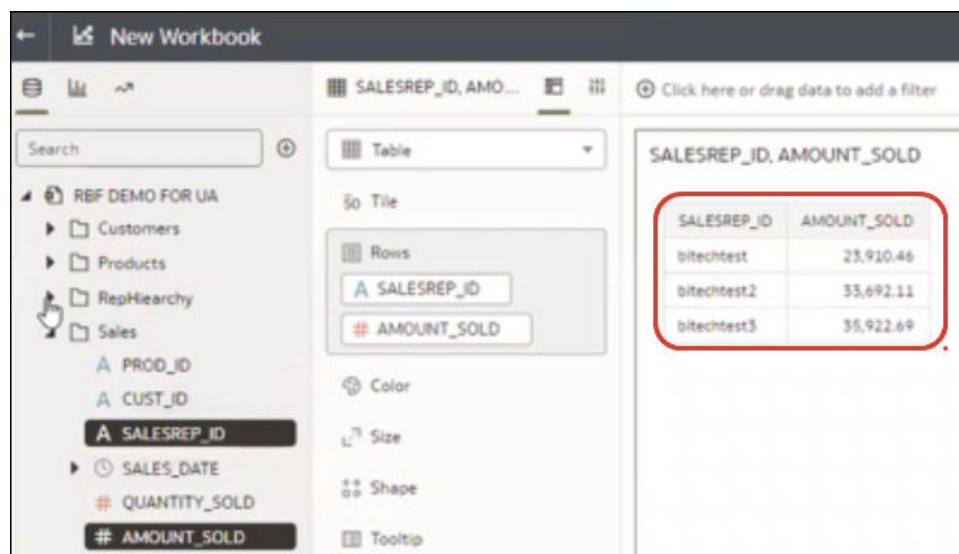 New Workbook
Search
RBF DEMO FOR UA
Customers
Products
RepHiearchy
Sales
A PROD_ID
A CUST_ID
A SALESREP_ID
SALES_DATE
# QUANTITY_SOLD
# AMOUNT_SOLD
SALESREP_ID, AMO...
Table
Tile
Rows
A SALESREP_ID
# AMOUNT_SOLD
Color
Size
Shape
Tooltip
Click here or drag data to add a filter
SALESREP_ID, AMOUNT_SOLD
SALESREP_ID AMOUNT_SOLD
bitechtest 23,910.46
bitechtest2 33,692.11
bitechtest3 35,922.69